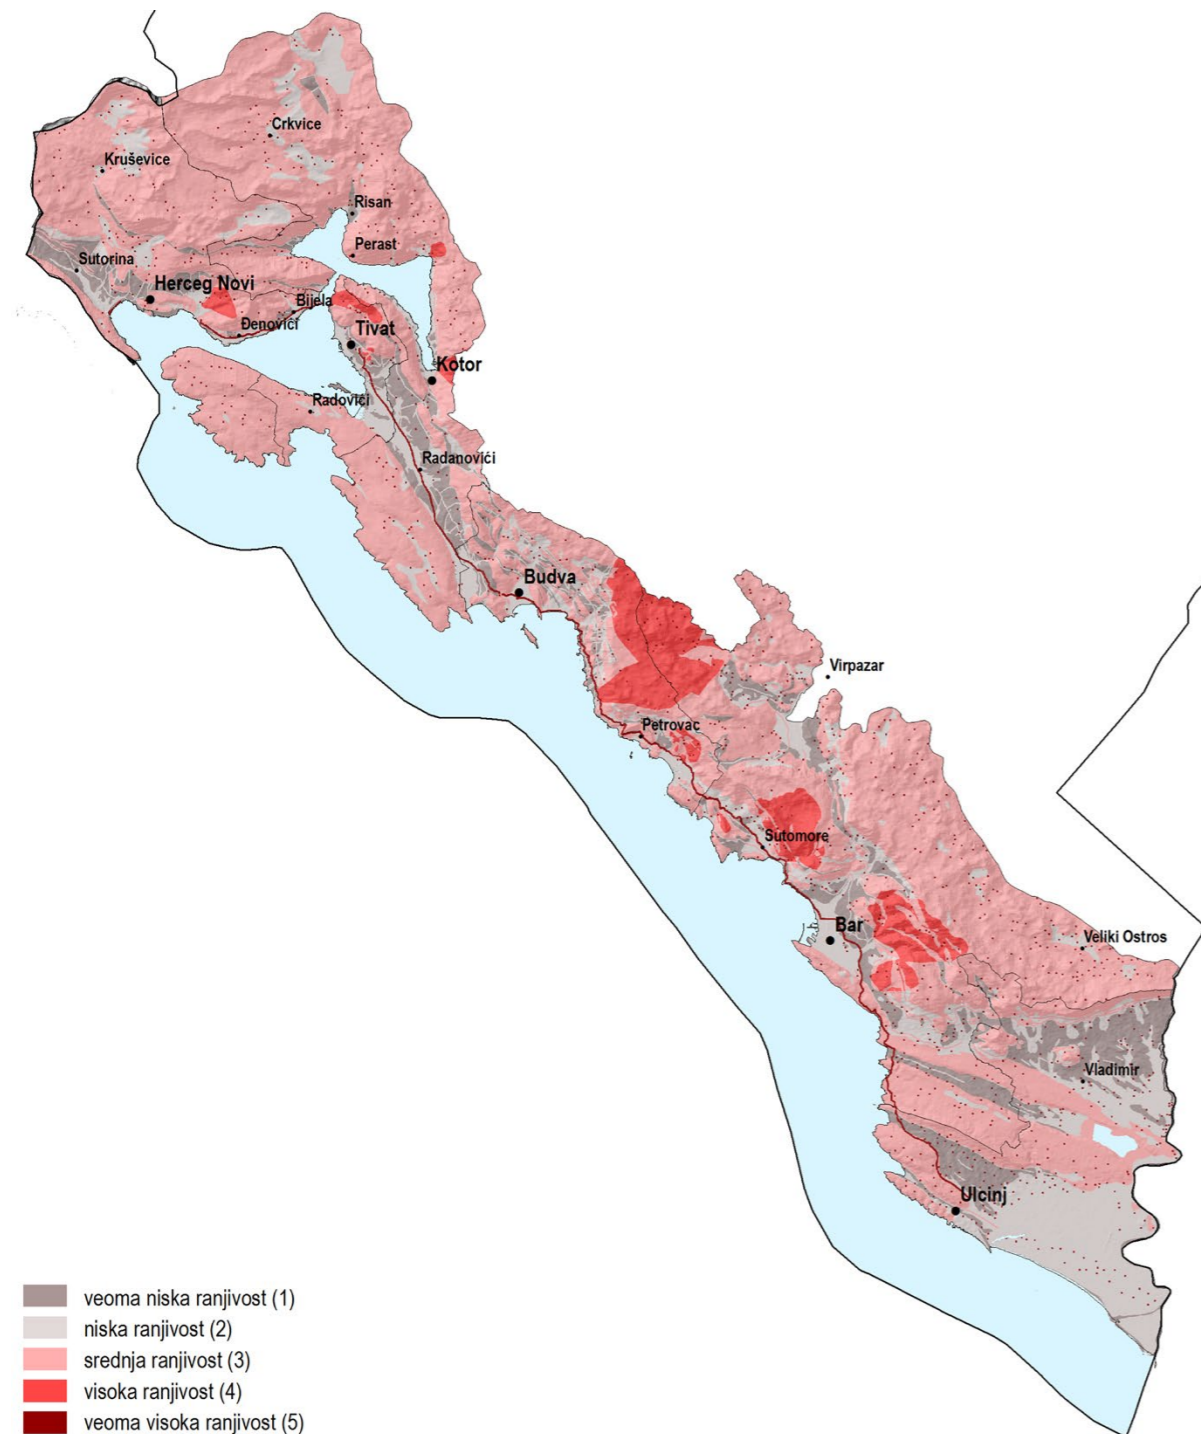 Crkvice
Kruševice
Risan
Perast
Sutorina
Herceg Novi
Bijela
Đenovići
Tivat
Kotor
Radovići
Radanovići
Budva
Virpazar
Petrovac
Sutomore
Bar
Veliki Ostros
Vladimir
Ulcinj
veoma niska ranjivost (1)
niska ranjivost (2)
srednja ranjivost (3)
visoka ranjivost (4)
veoma visoka ranjivost (5)